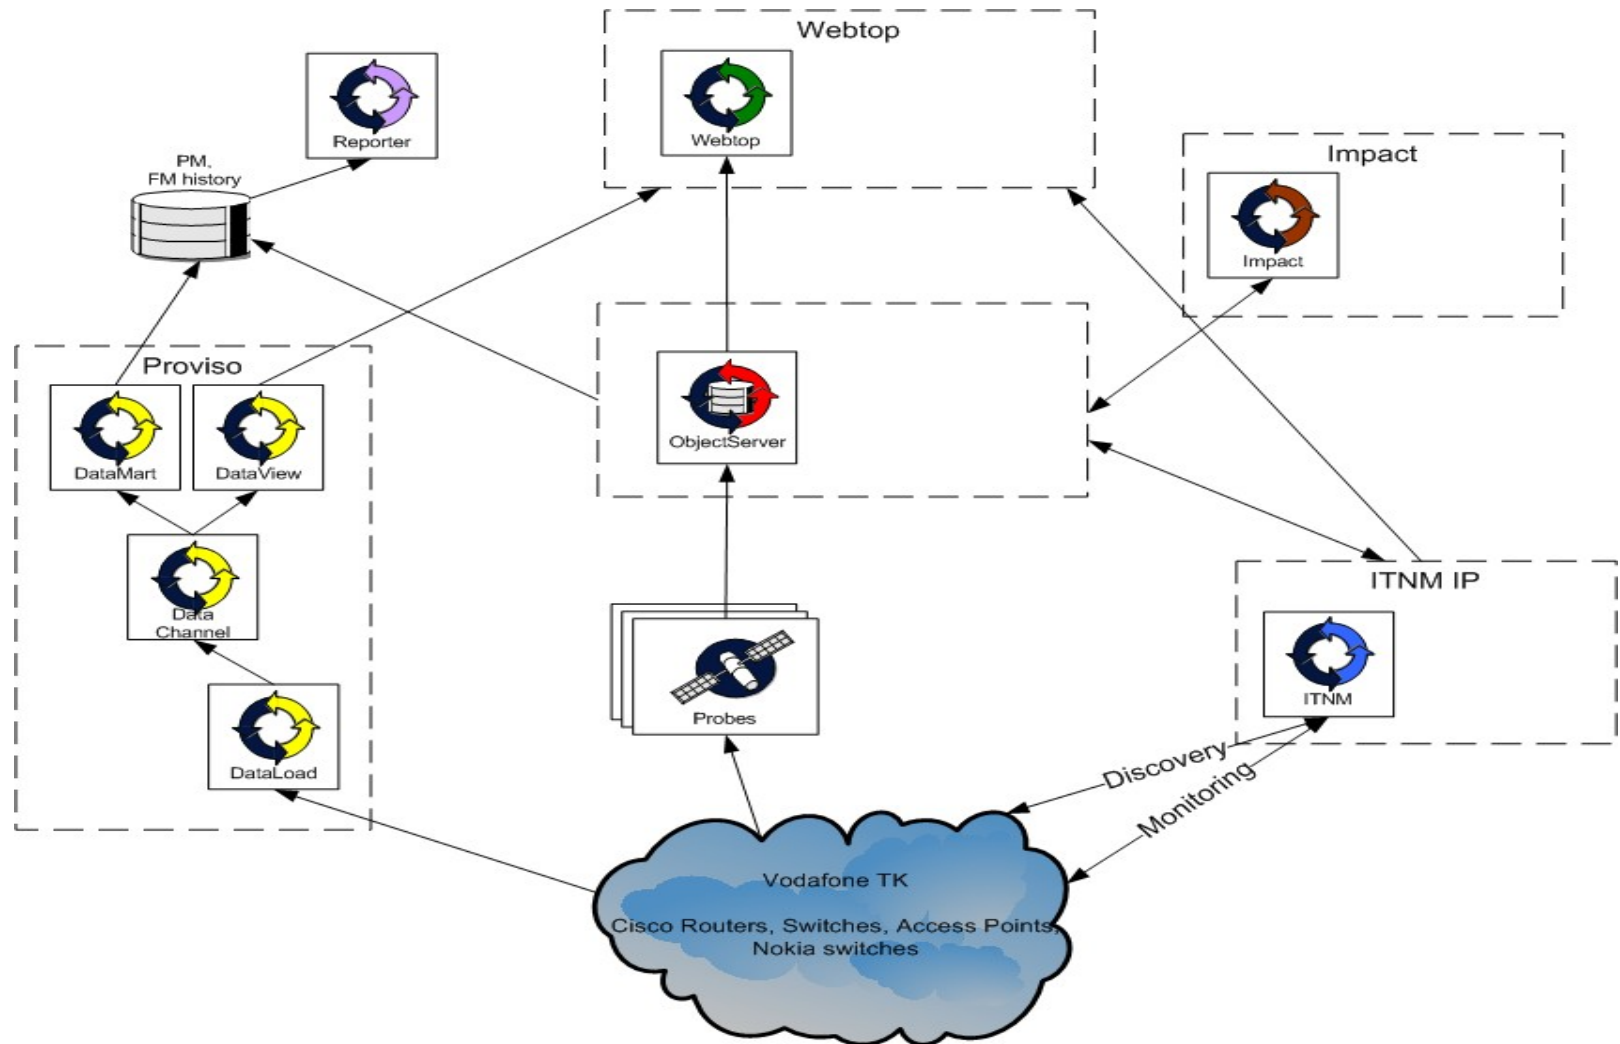 Webtop
Webtop
Reporter
PM,
FM history
Impact
Impact
Proviso
DataMart
DataView
ObjectServer
Data
Channel
ITNM IP
ITNM
Probes
DataLoad
Discovery
Monitoring
Vodafone TK
Cisco Routers, Switches, Access Points,
Nokia switches